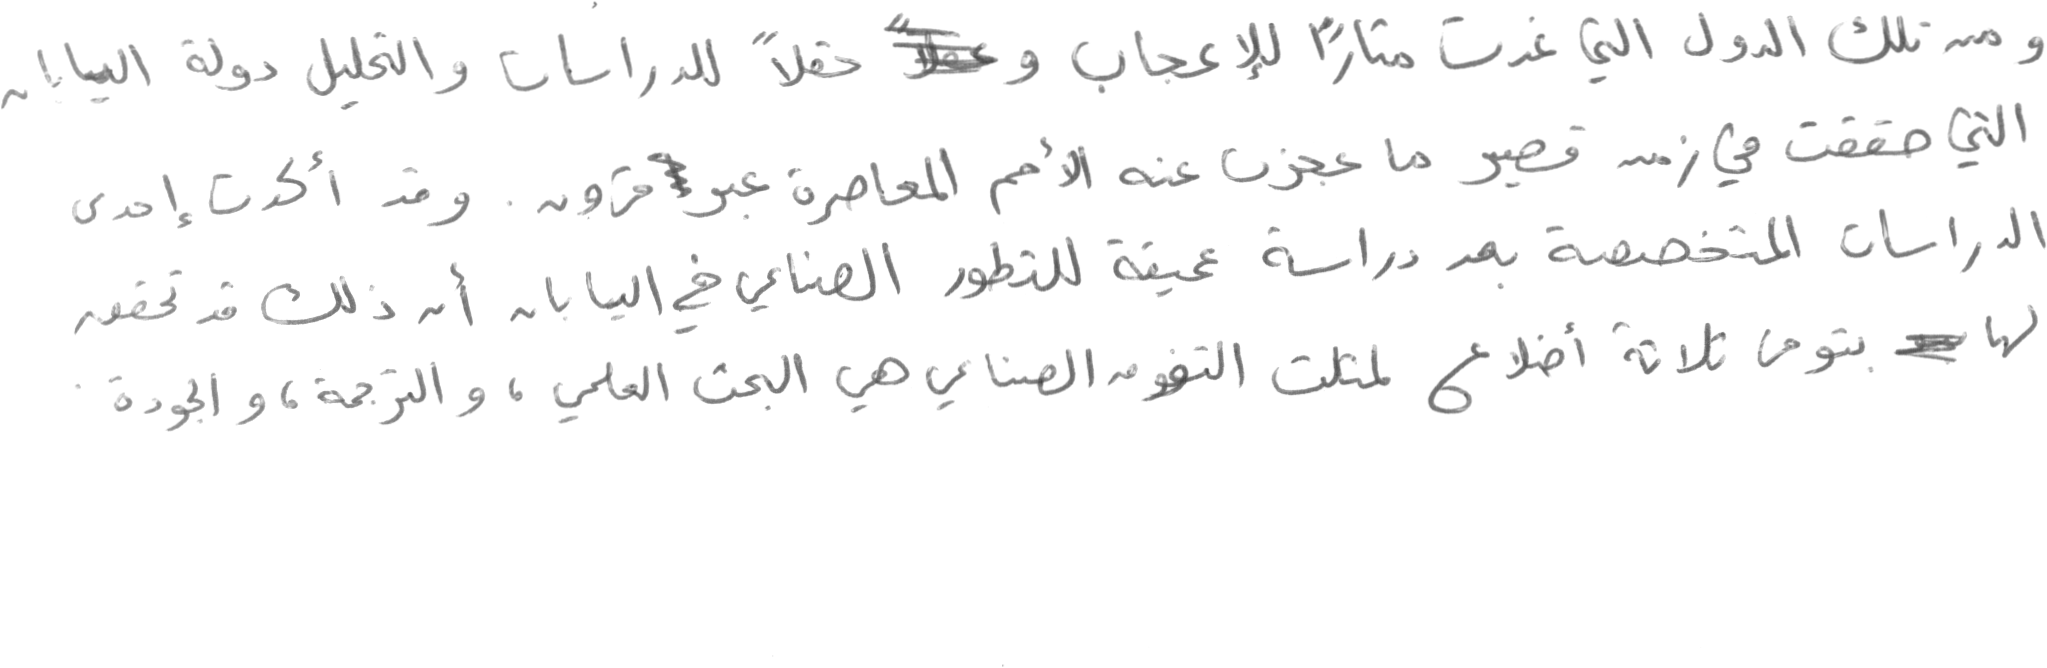 ومن تلك الدول التي غدت مثارًا للإعجاب و حقلاً للدراسات والتحليل دولة اليابان
التي حققت في زمن قصير ما عجزت عنه الأمم المعاصرة عبر قرون. وقد أكدت إحدى
الدراسات المتخصصة بعد دراسة عميقة للتطور الصناعي في اليابان أن ذلك قد تحقق
لها بتوفر ثلاثة أضلاع لمثلث التفوق الصناعي هي البحث العلمي، والترجمة، والجودة.